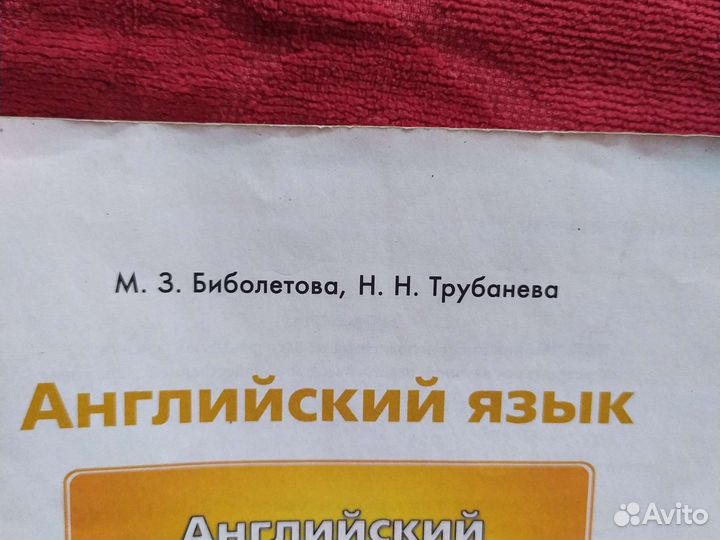 М. З. Биболетова, Н. Н. Трубанева
Английский язык
Английский
Avito